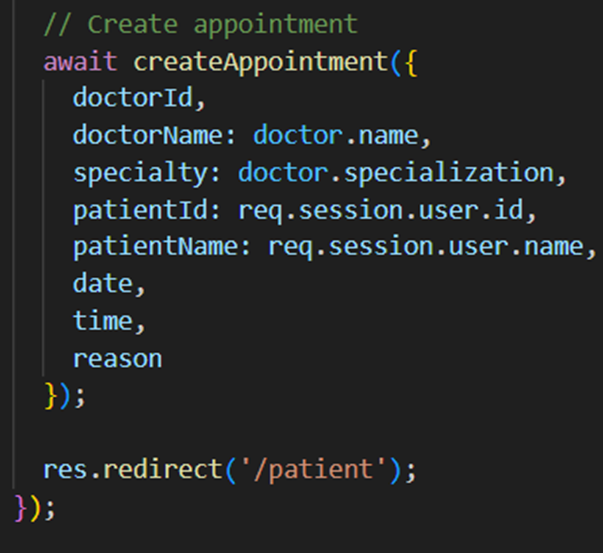 // Create appointment
await createAppointment({
doctorId,
doctorName: doctor.name,
specialty: doctor.specialization,
patientId: req.session.user.id,
patientName: req.session.user.name,
date,
time,
reason
});
res.redirect('/patient');
});